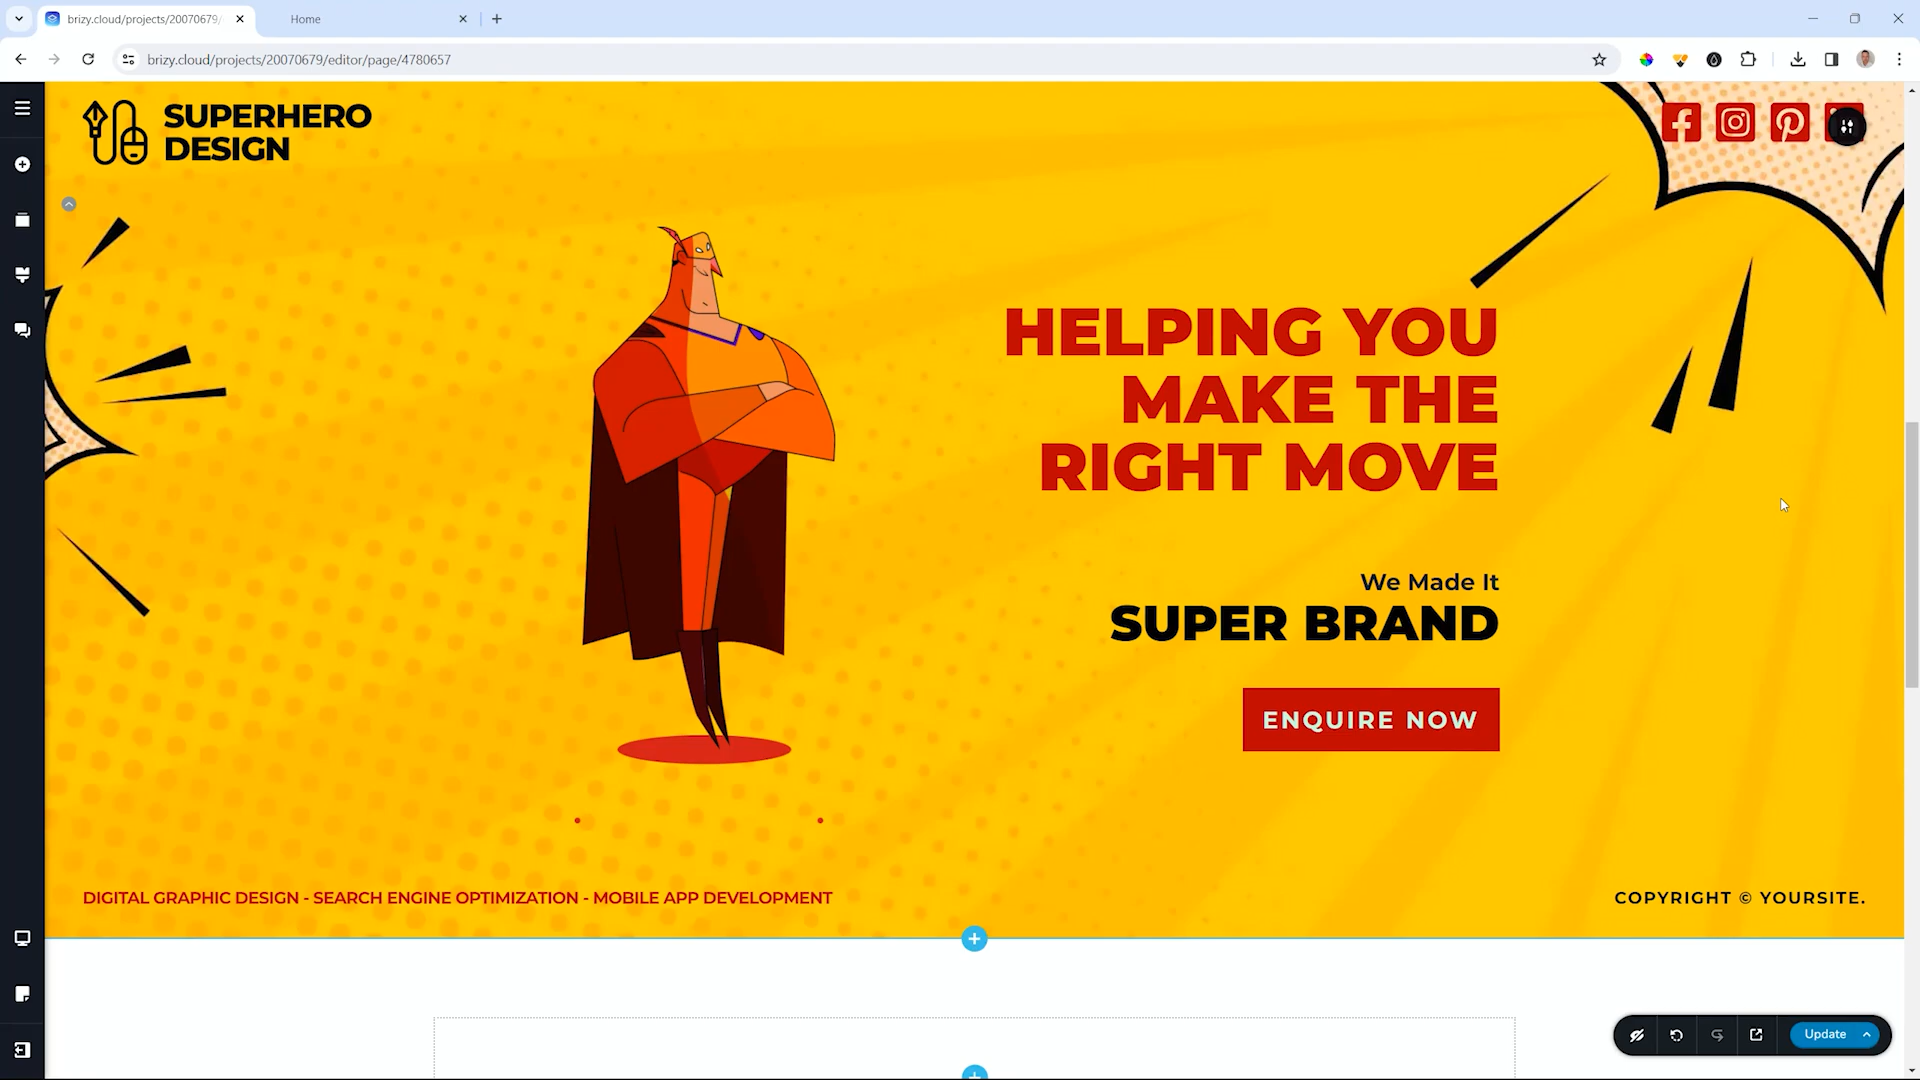 brizy.cloud/projects/20070679/
Home
brizy.cloud/projects/20070679/editor/page/4780657
SUPERHERO
DESIGN
HELPING YOU
MAKE THE
RIGHT MOVE
We Made It
SUPER BRAND
ENQUIRE NOW
DIGITAL GRAPHIC DESIGN - SEARCH ENGINE OPTIMIZATION - MOBILE APP DEVELOPMENT
COPYRIGHT © YOURSITE.
Update